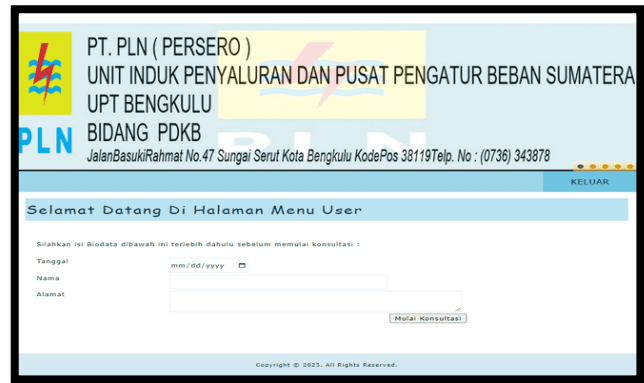 PT. PLN ( PERSERO )
UNIT INDUK PENYALURAN DAN PUSAT PENGATUR BEBAN SUMATERA
UPT BENGKULU
BIDANG PDKB
PLN
JalanBasukiRahmat No.47 Sungai Serut Kota Bengkulu KodePos 38119Telp. No : (0736) 343878
PLN
KELUAR
Selamat Datang Di Halaman Menu User
Silahkan isi Biodata dibawah ini terlebih dahulu sebelum memulai konsultasi :
Tanggal mm/dd/yyyy
Nama
Alamat
Mulai Konsultasi
Copyright © 2023. All Rights Reserved.